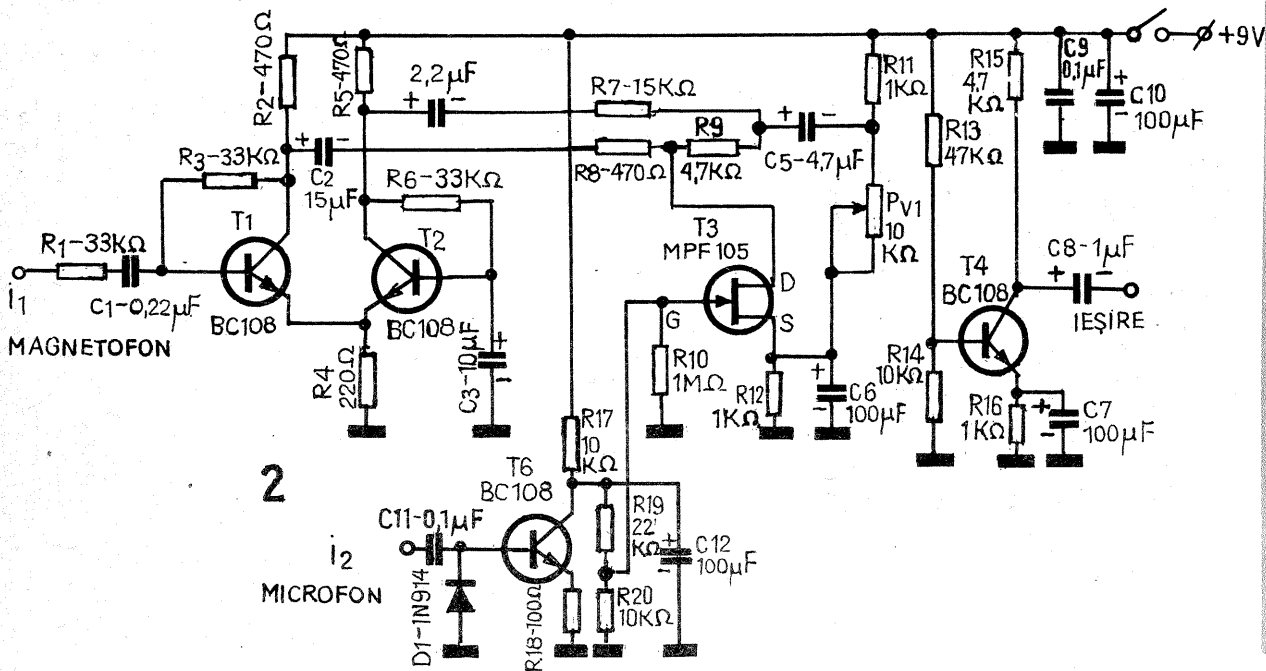 R2-470Ω
R5-470Ω
2,2µF
+ -
R7-15KΩ
R11
1KΩ
R15
4,7
KΩ
C9
0,1µF
+
C10
-
100µF
+9V
R3-33KΩ
+ -
C2
15µF
R8-470Ω
R9
4,7KΩ
+ -
C5-4,7µF
R13
47KΩ
R6-33KΩ
T1
T2
T3
MPF105
PV1
10
KΩ
R1-33KΩ
i1
MAGNETOFON
C1-0,22µF
BC108
BC108
D
S
G
T4
BC108
C8-1µF
+ -
IEȘIRE
R4
220Ω
C3-10µF
+
-
R10
1MΩ
R12
1KΩ
+
-
C6
100µF
R14
10KΩ
R16
1KΩ
+
-
C7
100µF
2
R17
10
KΩ
T6
BC108
C11-0,1µF
i2
MICROFON
D1-1N914
R18-100Ω
R19
22
KΩ
R20
10KΩ
+
-
C12
100µF